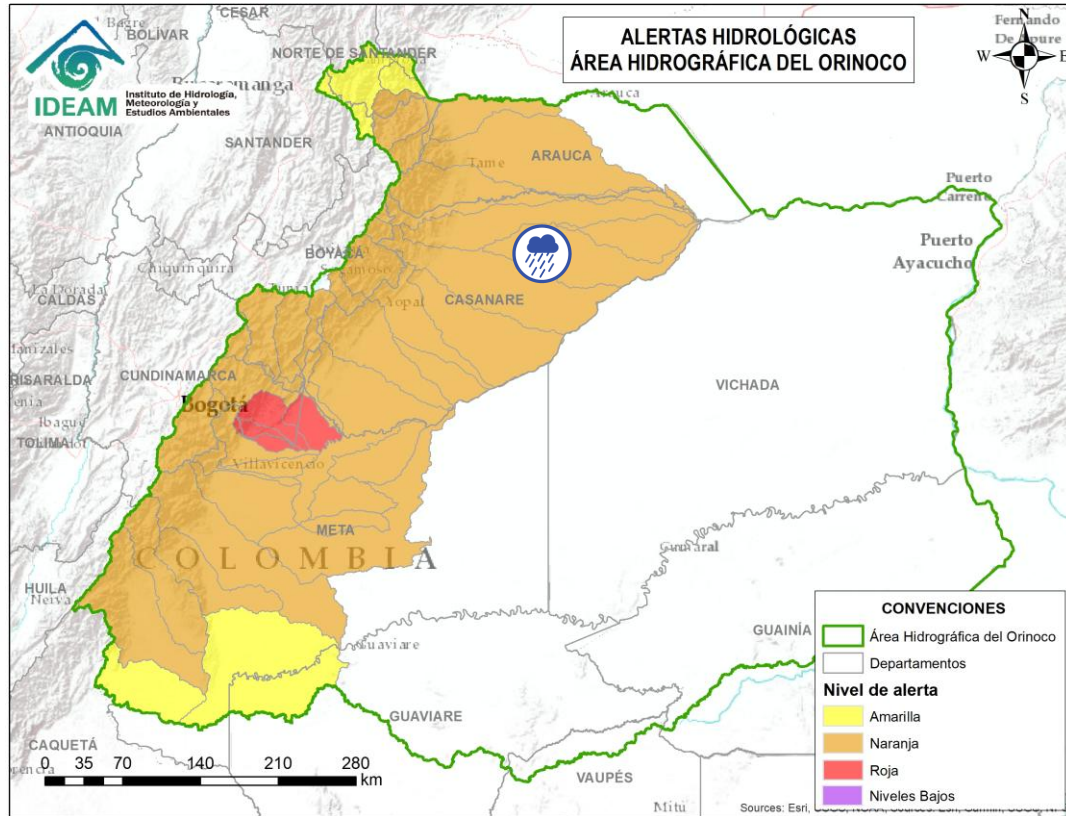 ALERTAS HIDROLÓGICAS
ÁREA HIDROGRÁFICA DEL ORINOCO
N
W
E
S
IDEAM
Instituto de Hidrología,
Meteorología y
Estudios Ambientales
CESAR
BOLÍVAR
NORTE DE SANTANDER
ANTIOQUIA
SANTANDER
Arauca
ARAUCA
Tame
Puerto
Carreño
Puerto
Ayacucho
BOYACÁ
Chiquinquira
La Dorada
CALDAS
Yopal
CASANARE
VICHADA
CUNDINAMARCA
RISARALDA
Bogotá
Ibagué
TOLIMA
Villavicencio
META
COLOMBIA
HUILA
Neiva
Guaviare
GUAINÍA
GUAVIARE
CAQUETÁ
VAUPÉS
Mitú
0 35 70 140 210 280
km
CONVENCIONES
Área Hidrográfica del Orinoco
Departamentos
Nivel de alerta
Amarilla
Naranja
Roja
Niveles Bajos
Sources: Esri,